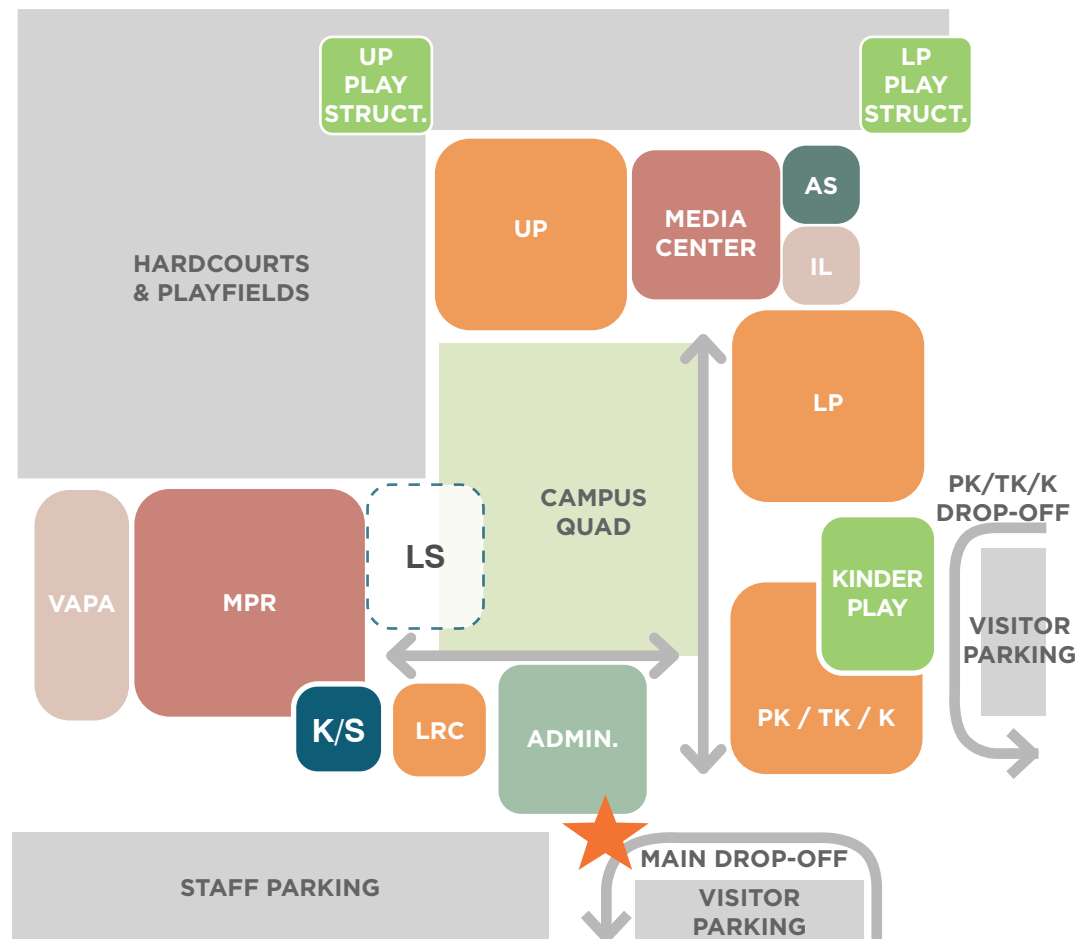 UP
PLAY
STRUCT.
LP
PLAY
STRUCT.
AS
UP
MEDIA
CENTER
IL
HARDCOURTS
& PLAYFIELDS
LP
CAMPUS
QUAD
PK/TK/K
DROP-OFF
LS
KINDER
PLAY
VAPA
MPR
VISITOR
PARKING
K/S
LRC
ADMIN.
PK / TK / K
MAIN DROP-OFF
STAFF PARKING
VISITOR
PARKING